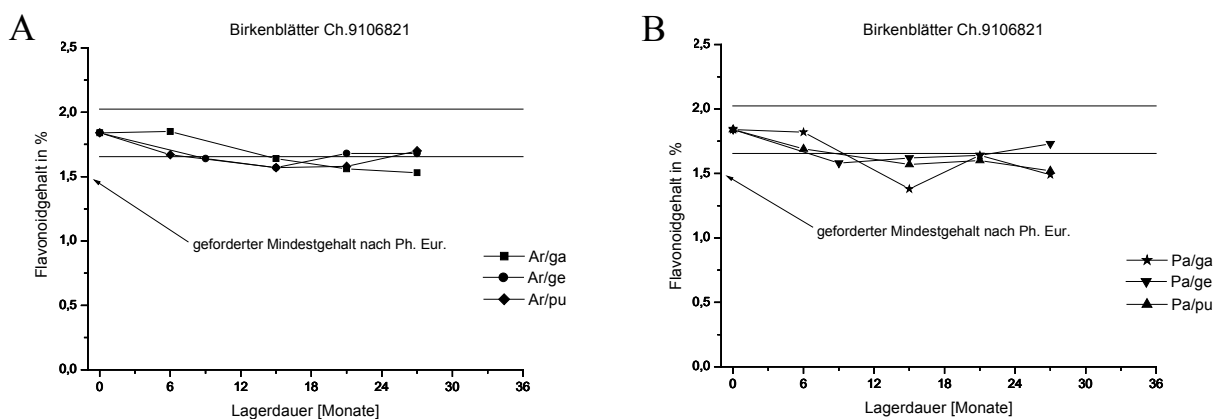 A
Birkenblätter Ch.9106821
2,5
2,0
1,5
1,0
0,5
0,0
Flavonoidgehalt in %
geforderter Mindestgehalt nach Ph. Eur.
Ar/ga
Ar/ge
Ar/pu
0 6 12 15 18 24 30 36
Lagerdauer [Monate]
B
Birkenblätter Ch.9106821
2,5
2,0
1,5
1,0
0,5
0,0
Flavonoidgehalt in %
geforderter Mindestgehalt nach Ph. Eur.
Pa/ga
Pa/ge
Pa/pu
0 6 12 15 18 24 30 36
Lagerdauer [Monate]